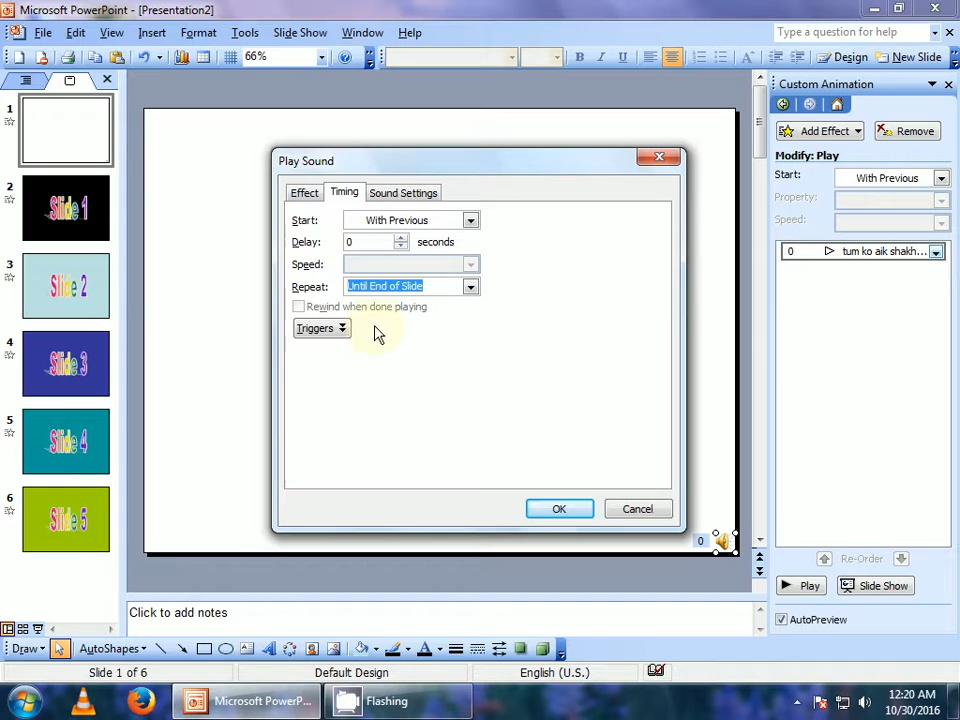 Microsoft PowerPoint - [Presentation2]
File Edit View Insert Format Tools Slide Show Window Help
Type a question for help
66%
B I U
Design New Slide
Custom Animation
Add Effect Remove
Modify: Play
Start: With Previous
Property:
Speed:
0 tum ko aik shakh...
1
2
Slide 1
3
Slide 2
4
Slide 3
5
Slide 4
6
Slide 5
Play Sound
Effect Timing Sound Settings
Start: With Previous
Delay: 0 seconds
Speed:
Repeat: Until End of Slide
Rewind when done playing
Triggers
OK Cancel
0
Re-Order
Play Slide Show
AutoPreview
Click to add notes
Draw AutoShapes
Slide 1 of 6 Default Design English (U.S.)
Microsoft PowerP... Flashing
12:20 AM
10/30/2016